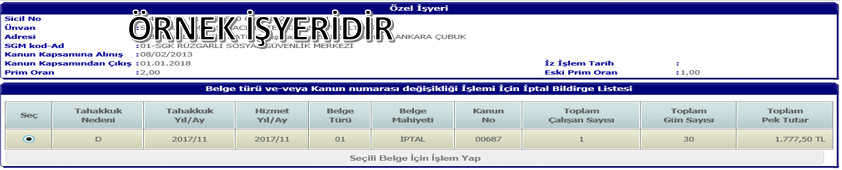 Özel İşyeri
Sicil No
ÖRNEK İŞYERİDİR
Ünvan
Adresi ANKARA ÇUBUK
SGM kod-Ad :01-SGK RÜZGARLI SOSYAL GÜVENLİK MERKEZİ
Kanun Kapsamına Alınış :08/02/2013
Kanun Kapsamından Çıkış :01.01.2018 İz İşlem Tarih :
Prim Oran :2,00 Eski Prim Oran :1,00
Belge türü ve-veya Kanun numarası değişikliği İşlemi İçin İptal Bildirge Listesi
Seç Tahakkuk Nedeni Tahakkuk Yıl/Ay Hizmet Yıl/Ay Belge Türü Belge Mahiyeti Kanun No Toplam Çalışan Sayısı Toplam Gün Sayısı Toplam Pek Tutar
D 2017/11 2017/11 01 İPTAL 00687 1 30 1.777,50 TL
Seçili Belge İçin İşlem Yap